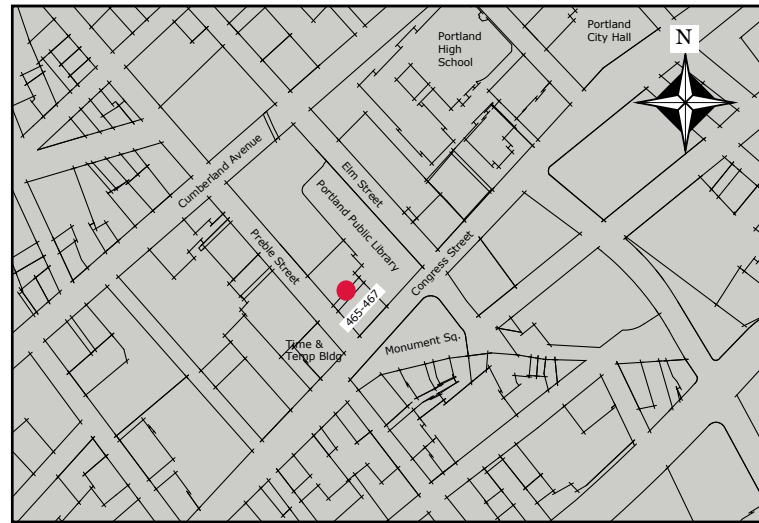 Portland
High
School
Portland
City Hall
N
Cumberland Avenue
Elm Street
Portland Public Library
Preble Street
Congress Street
465-467
Time &
Temp Bldg
Monument Sq.